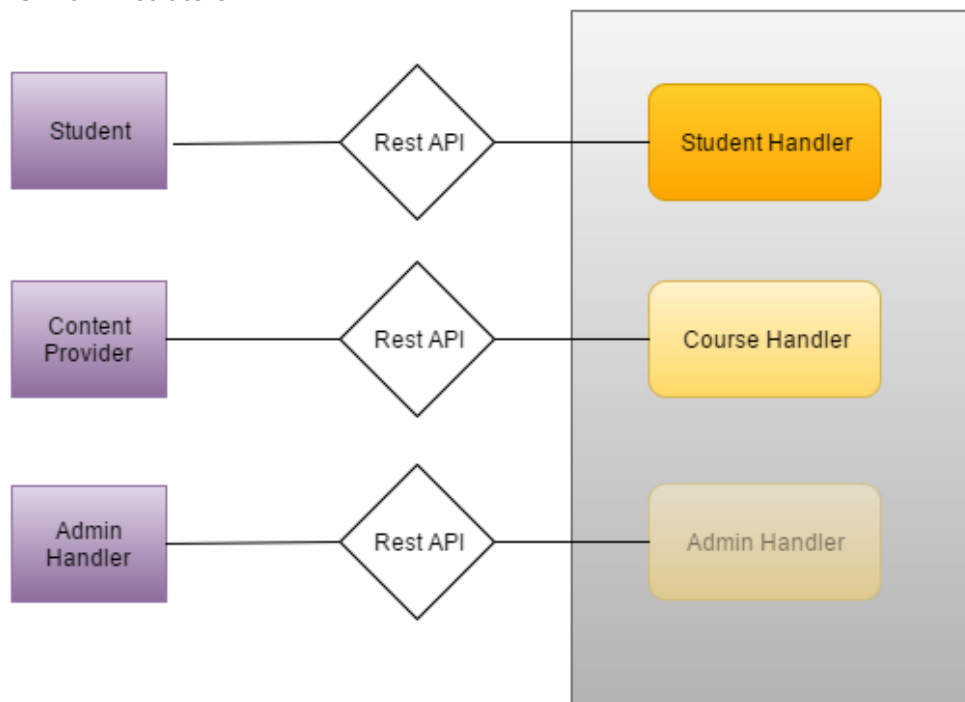 Student
Rest API
Student Handler
Content
Provider
Rest API
Course Handler
Admin
Handler
Rest API
Admin Handler